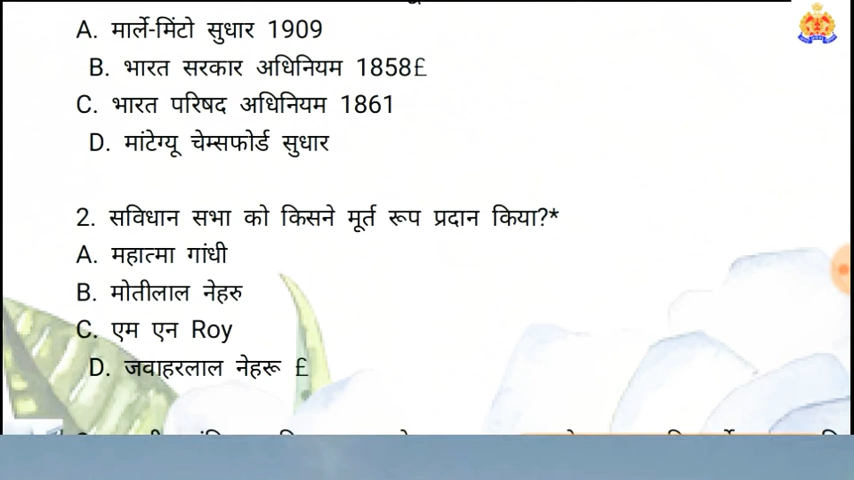 A. मार्ले-मिंटो सुधार 1909
B. भारत सरकार अधिनियम 1858£
C. भारत परिषद अधिनियम 1861
D. मांटेग्यू चेम्सफोर्ड सुधार
2. सविधान सभा को किसने मूर्त रूप प्रदान किया?*
A. महात्मा गांधी
B. मोतीलाल नेहरु
C. एम एन Roy
D. जवाहरलाल नेहरू £